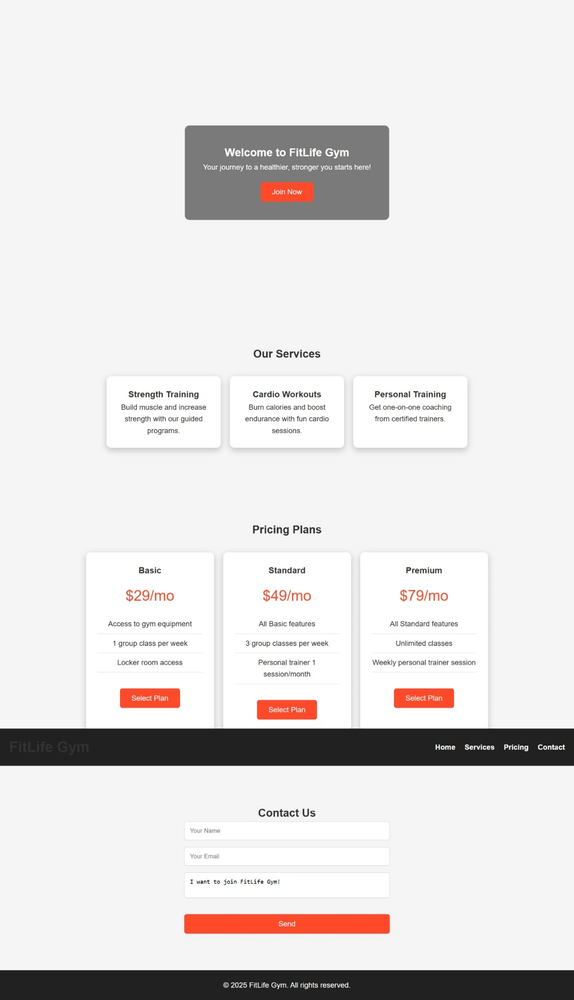 Welcome to FitLife Gym
Your journey to a healthier, stronger you starts here!
Join Now
Our Services
Strength Training
Build muscle and increase
strength with our guided
programs.
Cardio Workouts
Burn calories and boost
endurance with fun cardio
sessions.
Personal Training
Get one-on-one coaching
from certified trainers.
Pricing Plans
Basic
$29/mo
Access to gym equipment
1 group class per week
Locker room access
Select Plan
Standard
$49/mo
All Basic features
3 group classes per week
Personal trainer 1
session/month
Select Plan
Premium
$79/mo
All Standard features
Unlimited classes
Weekly personal trainer session
Select Plan
FitLife Gym
Home Services Pricing Contact
Contact Us
Your Name
Your Email
I want to join FitLife Gym!
Send
© 2025 FitLife Gym. All rights reserved.